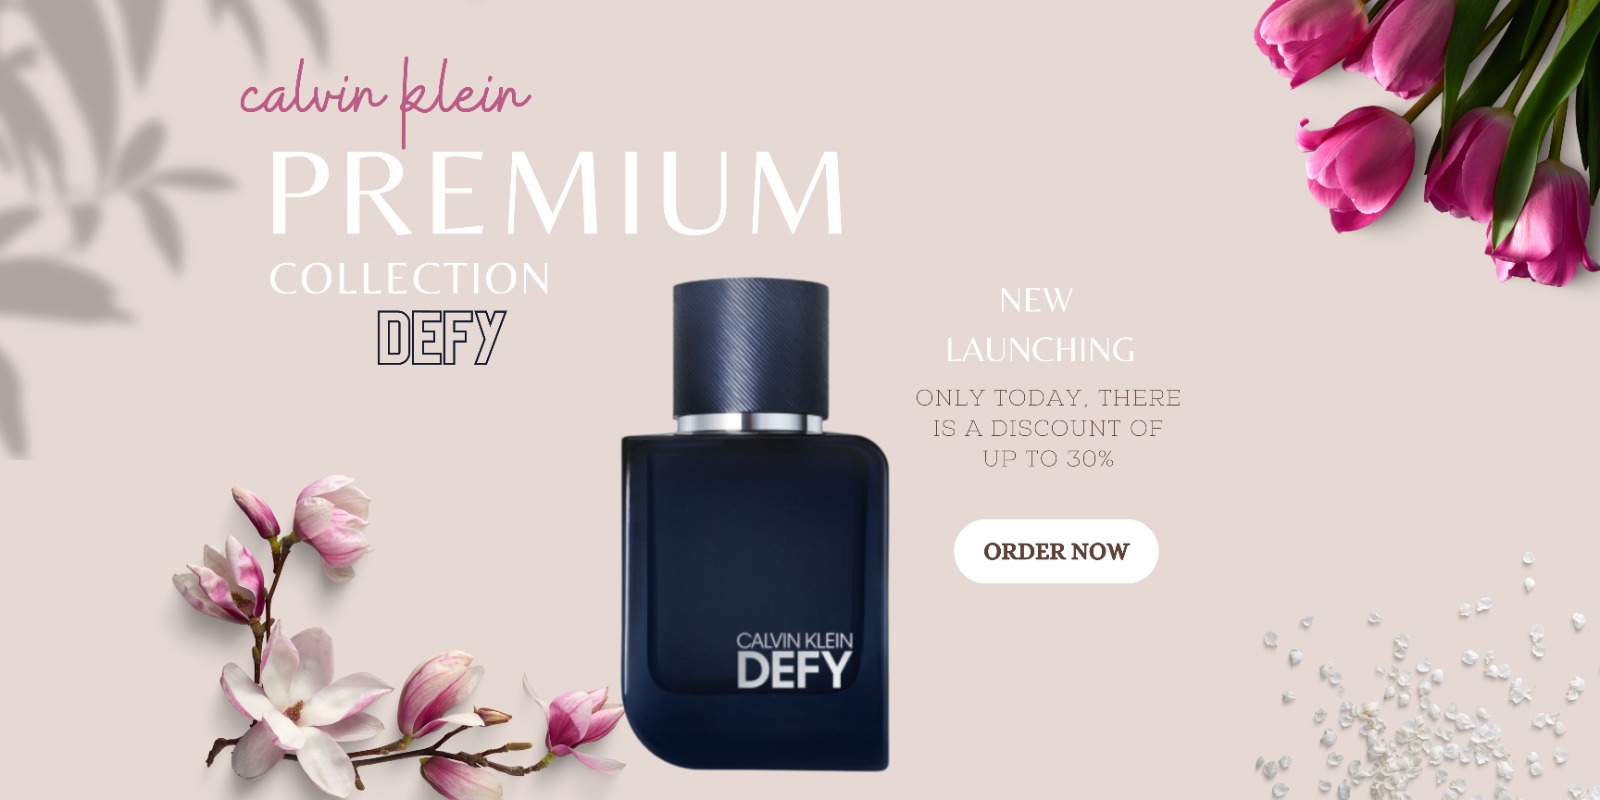 calvin klein
PREMIUM
COLLECTION
DEFY
NEW
LAUNCHING
ONLY TODAY, THERE
IS A DISCOUNT OF
UP TO 30%
ORDER NOW
CALVIN KLEIN
DEFY